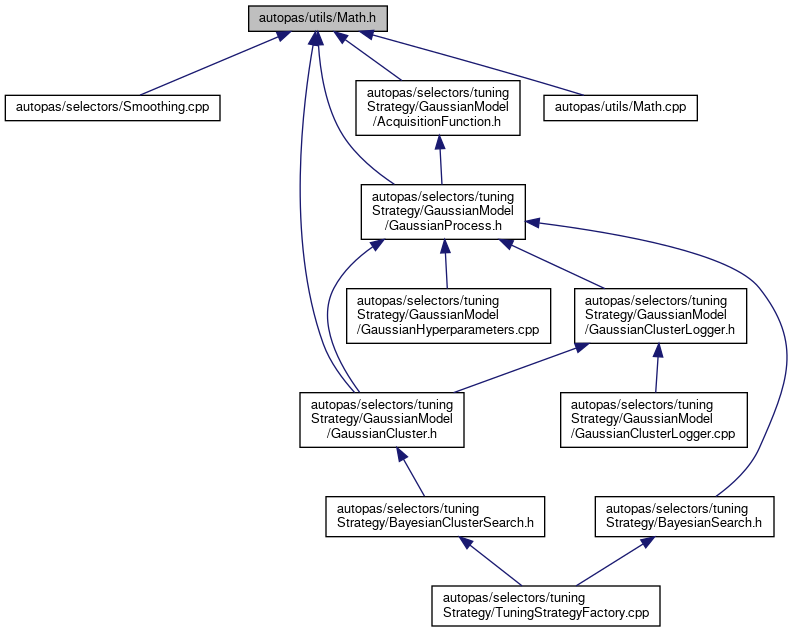 autopas/utils/Math.h
autopas/selectors/Smoothing.cpp
autopas/selectors/tuning
Strategy/GaussianModel
/AcquisitionFunction.h
autopas/utils/Math.cpp
autopas/selectors/tuning
Strategy/GaussianModel
/GaussianProcess.h
autopas/selectors/tuning
Strategy/GaussianModel
/GaussianHyperparameters.cpp
autopas/selectors/tuning
Strategy/GaussianModel
/GaussianClusterLogger.h
autopas/selectors/tuning
Strategy/GaussianModel
/GaussianCluster.h
autopas/selectors/tuning
Strategy/GaussianModel
/GaussianClusterLogger.cpp
autopas/selectors/tuning
Strategy/BayesianClusterSearch.h
autopas/selectors/tuning
Strategy/BayesianSearch.h
autopas/selectors/tuning
Strategy/TuningStrategyFactory.cpp